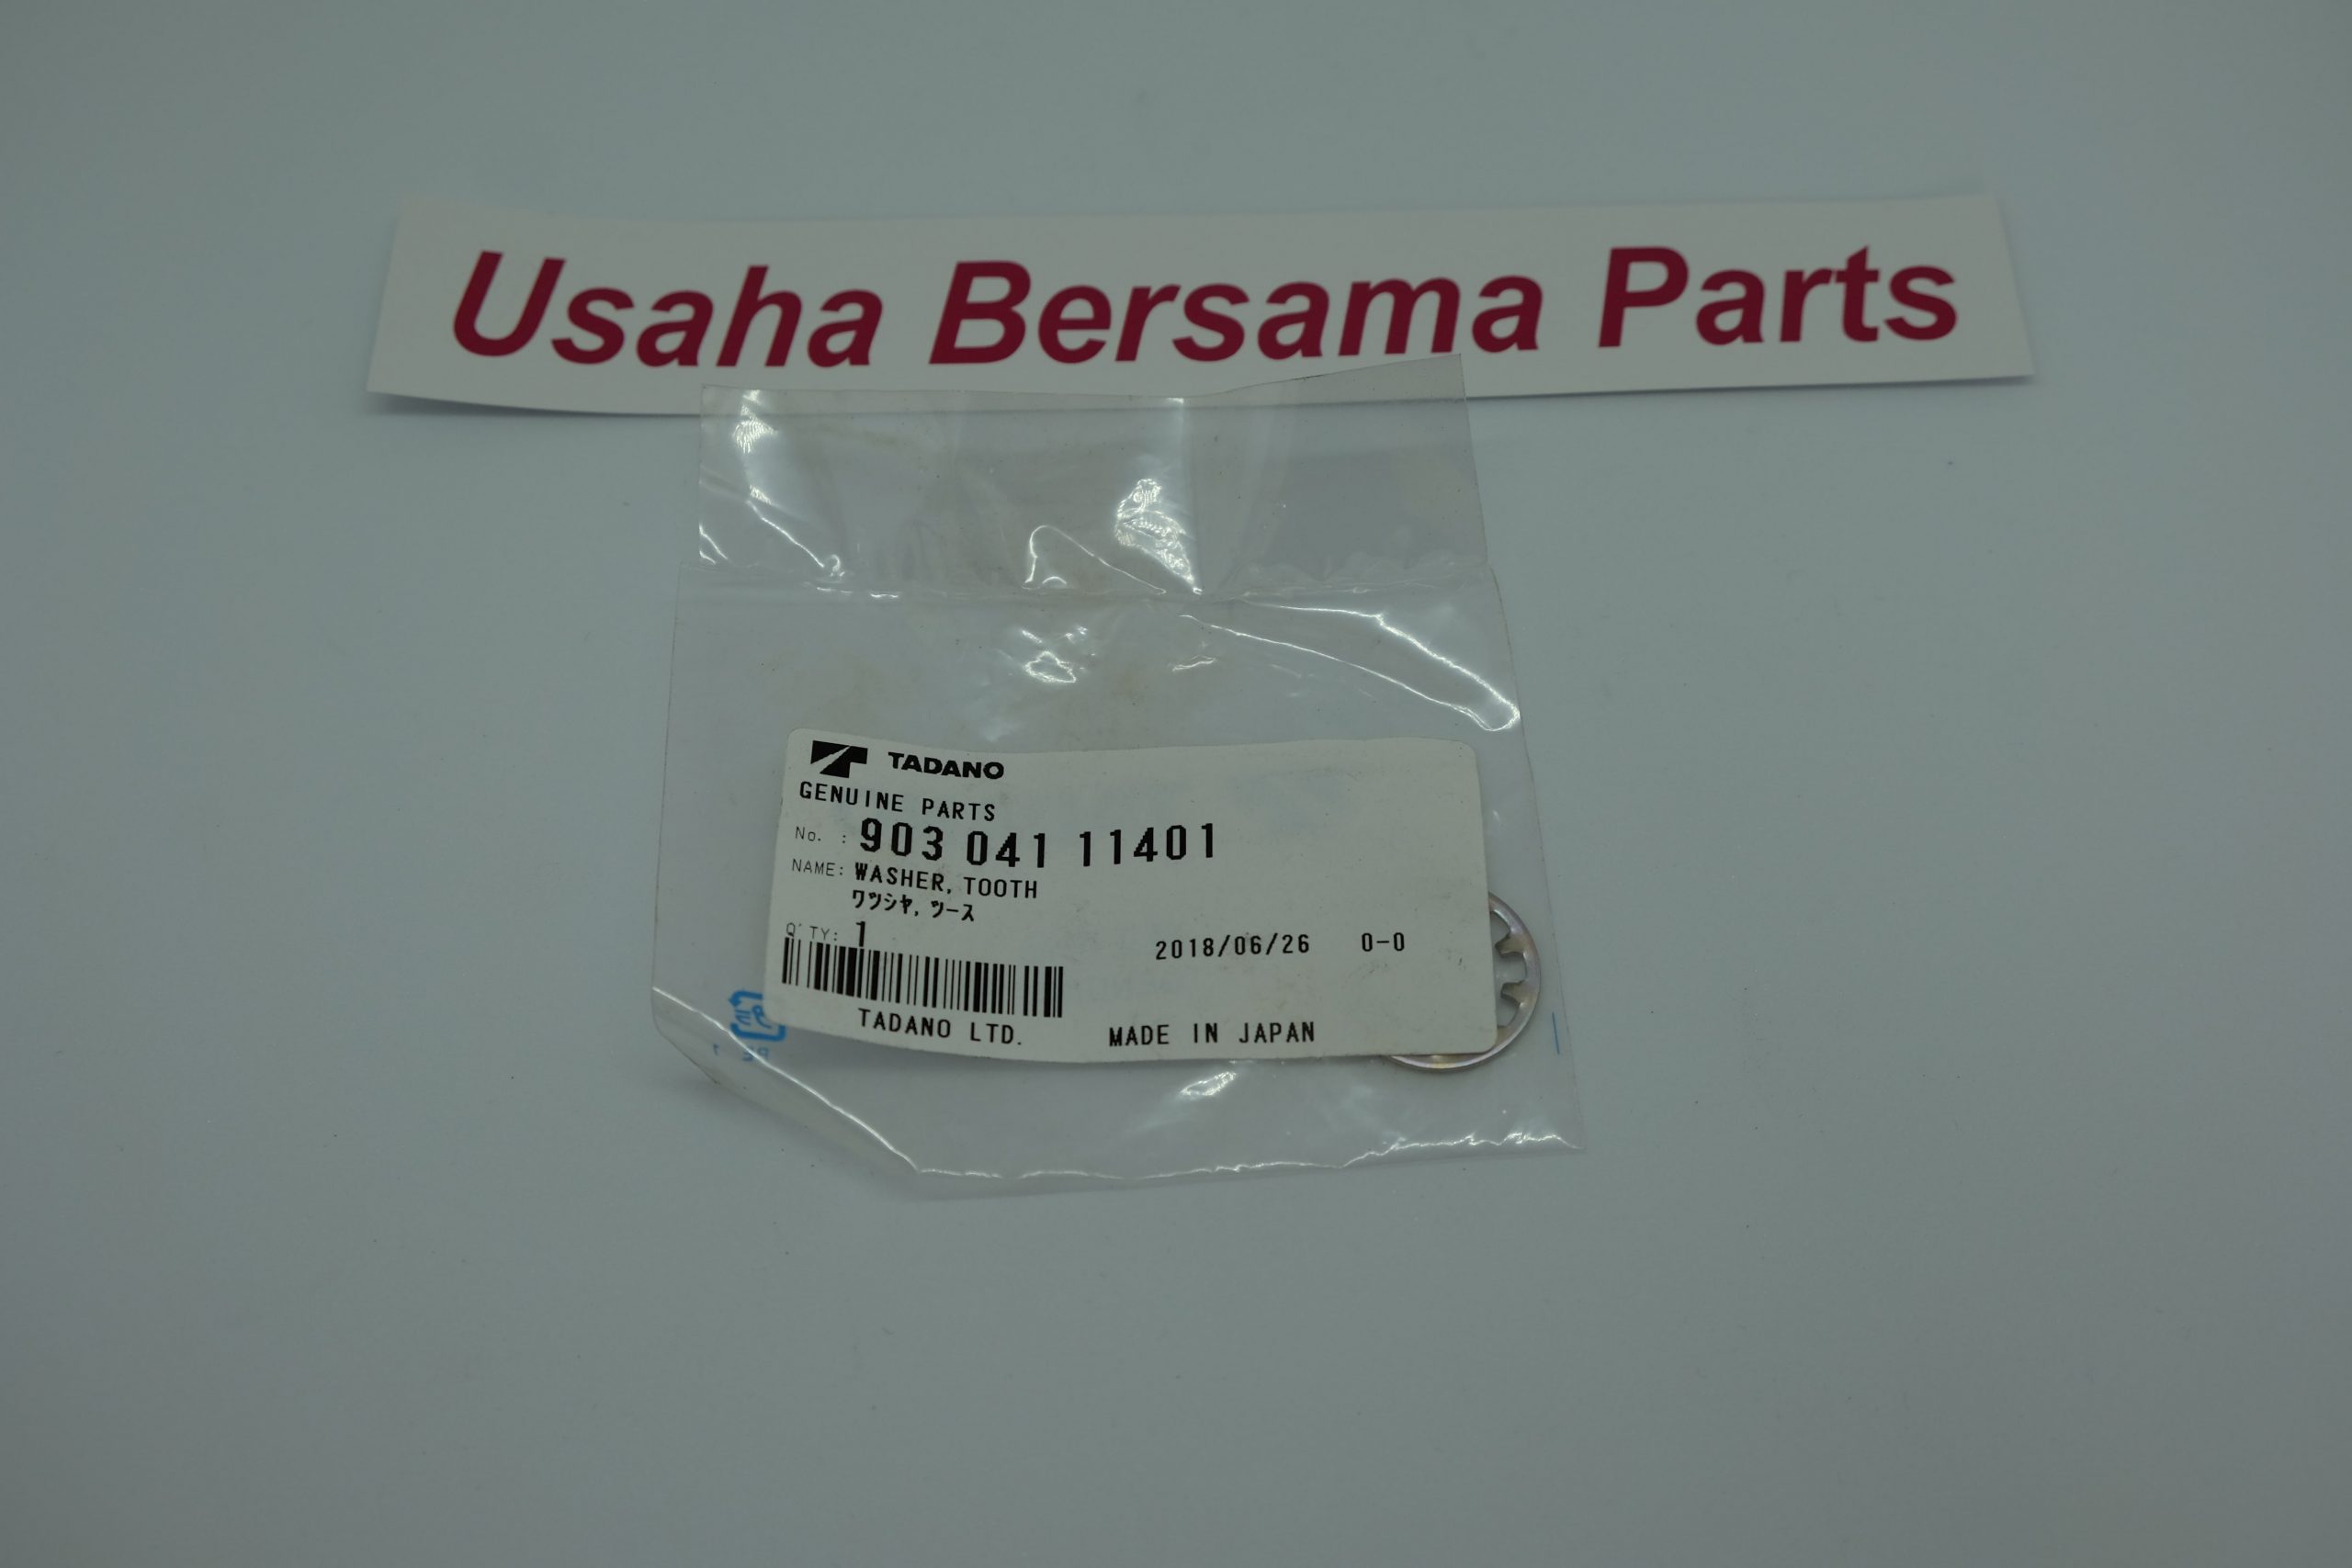 Usaha Bersama Parts
TADANO
GENUINE PARTS
No. : 903 041 11401
NAME: WASHER, TOOTH
ワツシヤ, ツース
Q'TY: 1
2018/06/26 0-0
TADANO LTD. MADE IN JAPAN